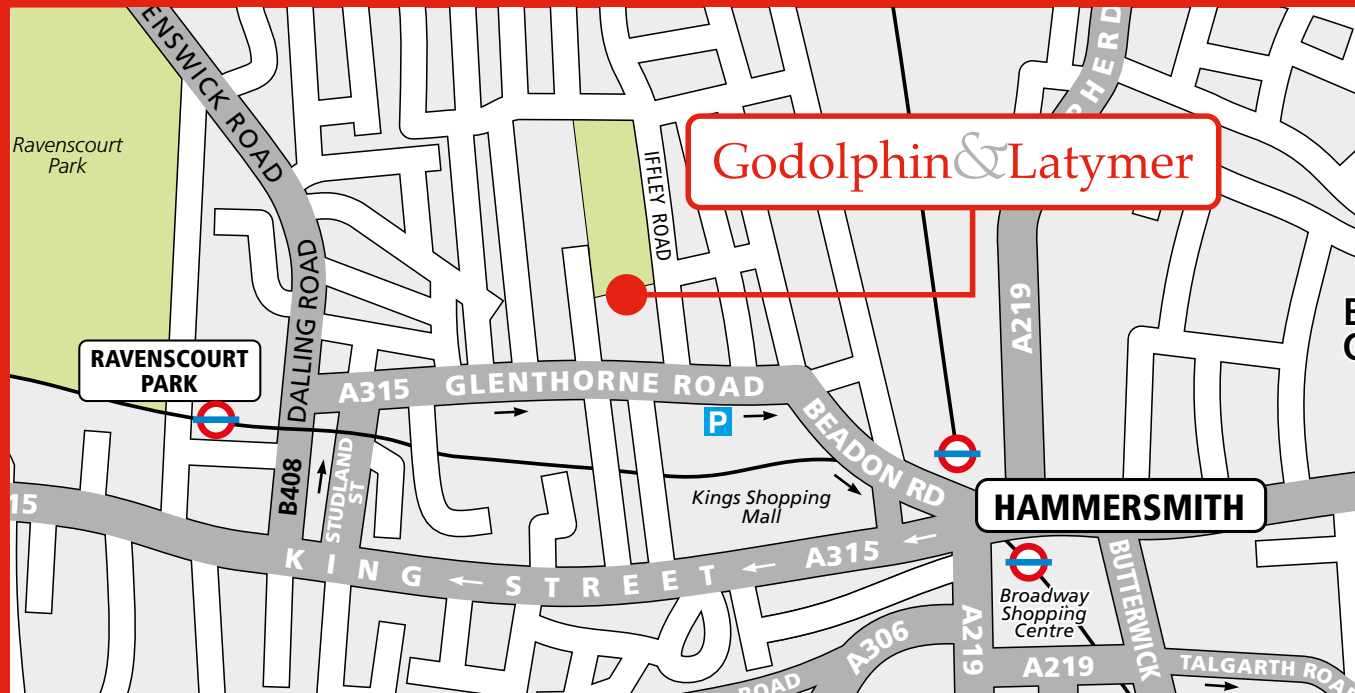 ENSWICK ROAD
PHERD
Ravenscourt
Park
Godolphin&Latymer
IFFLEY ROAD
DALLING ROAD
A219
RAVENSCOURT
PARK
A315 GLENTHORNE ROAD
P
BEADON RD
B408
STUDLAND
ST
15
Kings Shopping
Mall
HAMMERSMITH
KING STREET
A315
BUTTERWICK
Broadway
Shopping
Centre
A306
A219
A219
TALGARTH ROA
ROAD